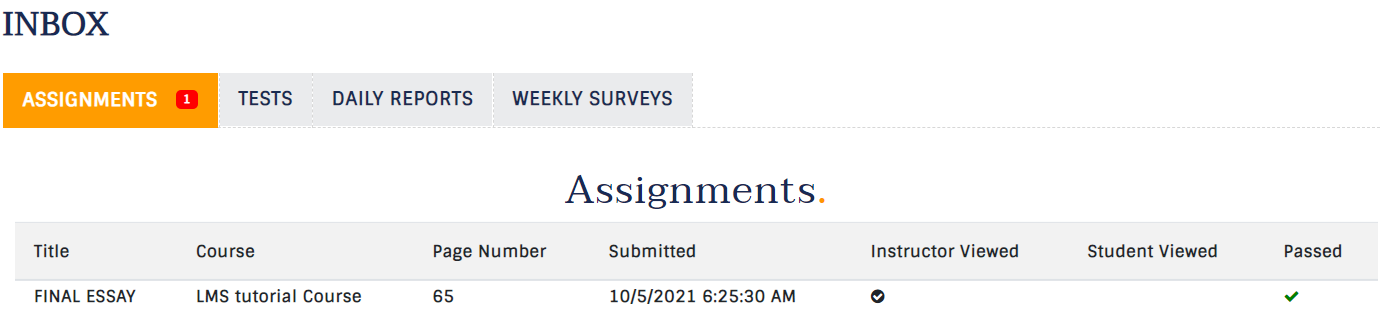 INBOX
ASSIGNMENTS 1 TESTS DAILY REPORTS WEEKLY SURVEYS
Assignments.
Title Course Page Number Submitted Instructor Viewed Student Viewed Passed
FINAL ESSAY LMS tutorial Course 65 10/5/2021 6:25:30 AM